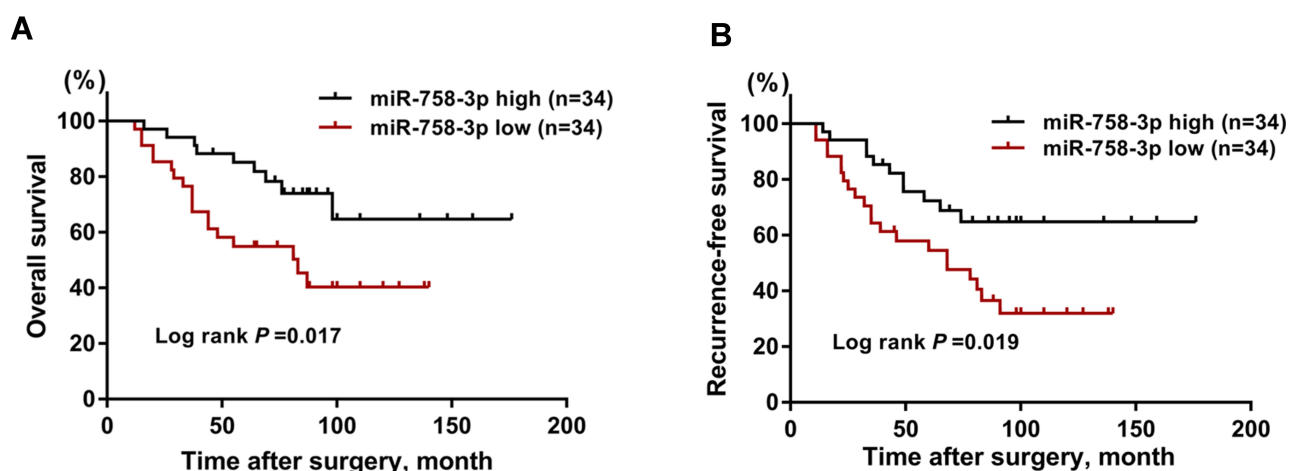 A
(%)
Overall survival
100
80
60
40
20
0
miR-758-3p high (n=34)
miR-758-3p low (n=34)
Log rank P =0.017
0 50 100 150 200
Time after surgery, month
B
(%)
Recurrence-free survival
100
80
60
40
20
0
miR-758-3p high (n=34)
miR-758-3p low (n=34)
Log rank P =0.019
0 50 100 150 200
Time after surgery, month